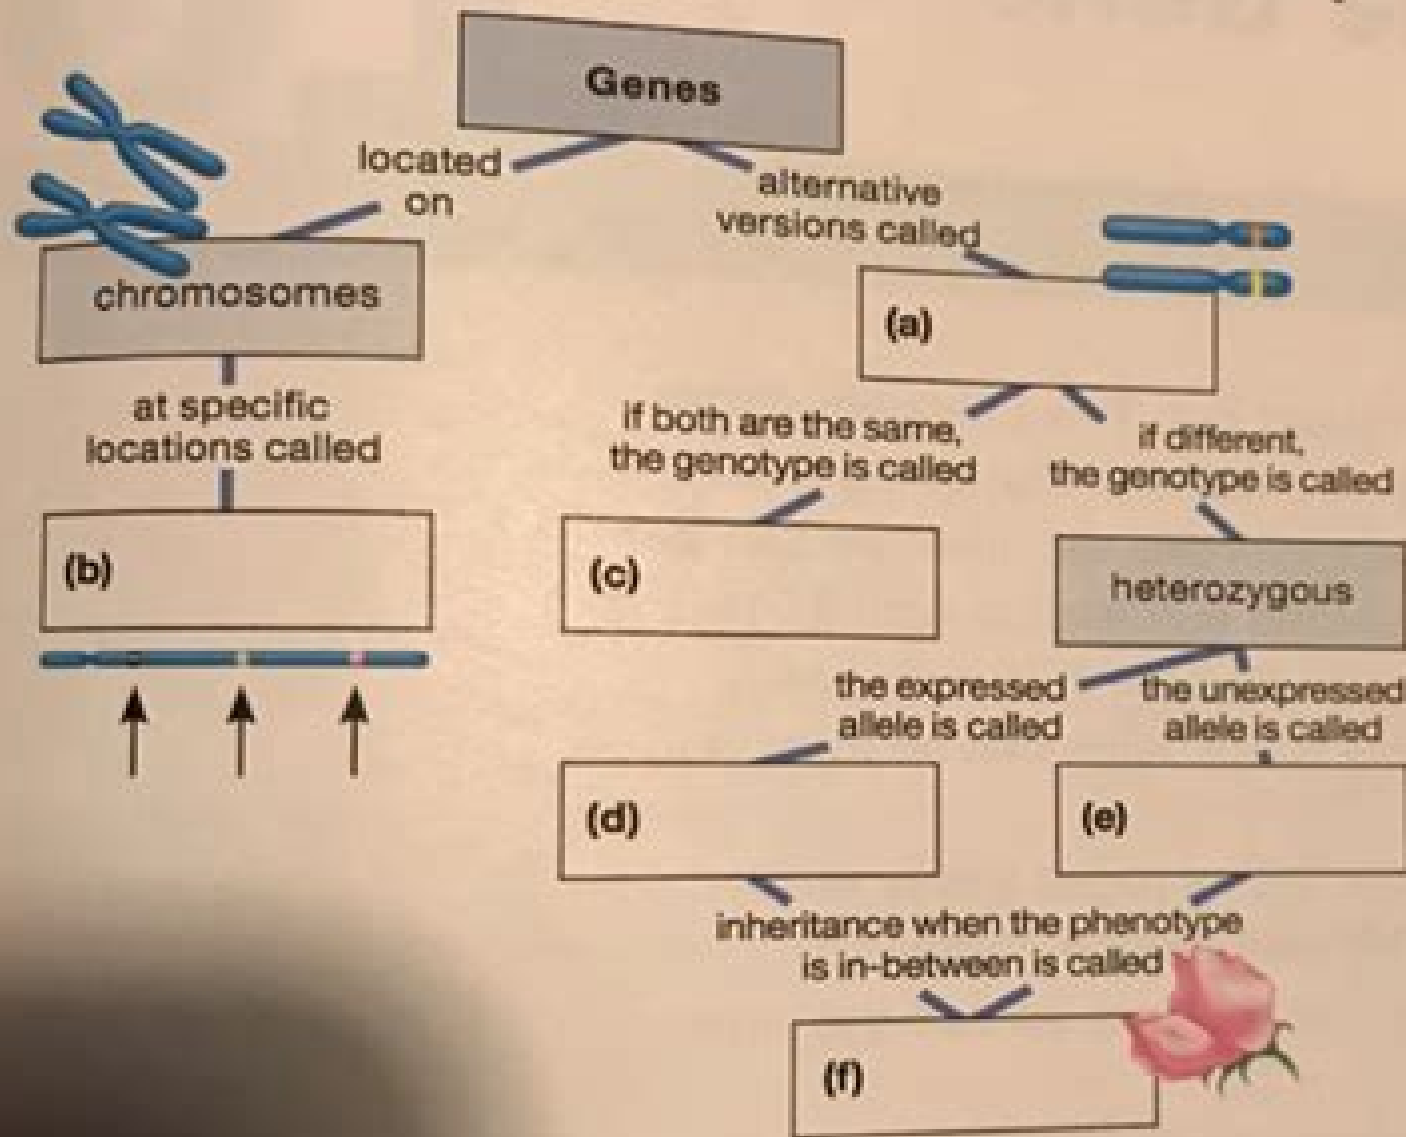 Genes
located
on
alternative
versions called
chromosomes
(a)
at specific
locations called
if both are the same,
the genotype is called
if different,
the genotype is called
(b)
(c)
heterozygous
the expressed
allele is called
the unexpressed
allele is called
(d)
(e)
inheritance when the phenotype
is in-between is called
(f)